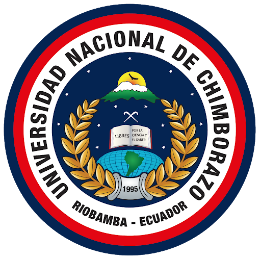 UNIVERSIDAD NACIONAL DE CHIMBORAZO
1995
RIOBAMBA - ECUADOR